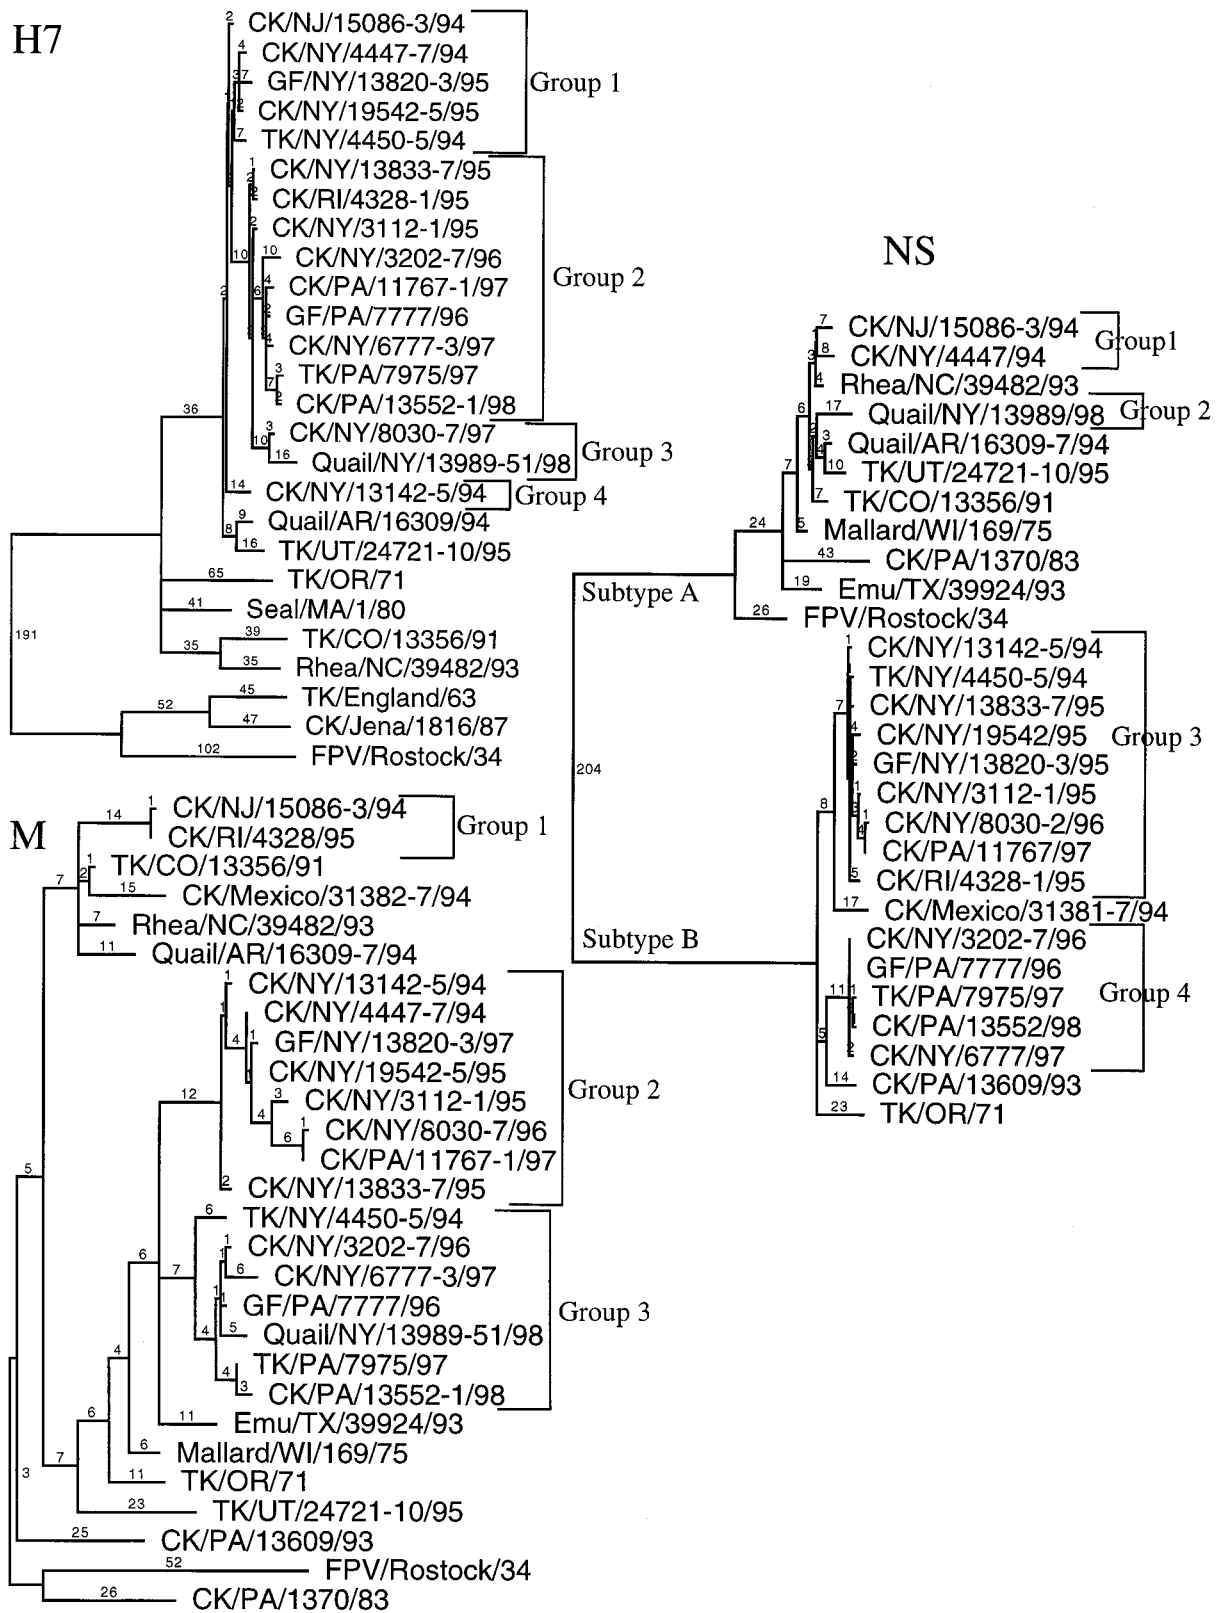 H7
CK/NJ/15086-3/94
CK/NY/4447-7/94
GF/NY/13820-3/95
CK/NY/19542-5/95
TK/NY/4450-5/94
Group 1
CK/NY/13833-7/95
CK/RI/4328-1/95
CK/NY/3112-1/95
CK/NY/3202-7/96
CK/PA/11767-1/97
GF/PA/7777/96
CK/NY/6777-3/97
TK/PA/7975/97
CK/PA/13552-1/98
Group 2
CK/NY/8030-7/97
Quail/NY/13989-51/98
Group 3
CK/NY/13142-5/94
Group 4
Quail/AR/16309/94
TK/UT/24721-10/95
TK/OR/71
Seal/MA/1/80
TK/CO/13356/91
Rhea/NC/39482/93
TK/England/63
CK/Jena/1816/87
FPV/Rostock/34
2
4
7
10
10
2
10
3
16
14
36
9
8
16
65
41
39
35
35
191
45
52
47
102
M
CK/NJ/15086-3/94
CK/RI/4328/95
Group 1
TK/CO/13356/91
CK/Mexico/31382-7/94
Rhea/NC/39482/93
Quail/AR/16309-7/94
CK/NY/13142-5/94
CK/NY/4447-7/94
GF/NY/13820-3/97
CK/NY/19542-5/95
CK/NY/3112-1/95
CK/NY/8030-7/96
CK/PA/11767-1/97
CK/NY/13833-7/95
Group 2
TK/NY/4450-5/94
CK/NY/3202-7/96
CK/NY/6777-3/97
GF/PA/7777/96
Quail/NY/13989-51/98
TK/PA/7975/97
CK/PA/13552-1/98
Group 3
Emu/TX/39924/93
Mallard/WI/169/75
TK/OR/71
TK/UT/24721-10/95
CK/PA/13609/93
FPV/Rostock/34
CK/PA/1370/83
14
1
1
2
15
7
7
11
1
1
4
1
3
4
1
6
12
2
5
6
6
7
1
1
6
4
5
4
3
4
11
6
6
7
11
3
23
25
52
26
NS
CK/NJ/15086-3/94
CK/NY/4447/94
Group1
Rhea/NC/39482/93
Quail/NY/13989/98
Group 2
Quail/AR/16309-7/94
TK/UT/24721-10/95
TK/CO/13356/91
Mallard/WI/169/75
CK/PA/1370/83
Emu/TX/39924/93
FPV/Rostock/34
Subtype A
CK/NY/13142-5/94
TK/NY/4450-5/94
CK/NY/13833-7/95
CK/NY/19542/95
GF/NY/13820-3/95
CK/NY/3112-1/95
CK/NY/8030-2/96
CK/PA/11767/97
CK/RI/4328-1/95
Group 3
CK/Mexico/31381-7/94
Subtype B
CK/NY/3202-7/96
GF/PA/7777/96
TK/PA/7975/97
CK/PA/13552/98
CK/NY/6777/97
Group 4
CK/PA/13609/93
TK/OR/71
7
3
8
4
17
6
3
4
10
7
7
5
24
43
19
26
204
1
7
4
8
5
17
11
1
5
14
23